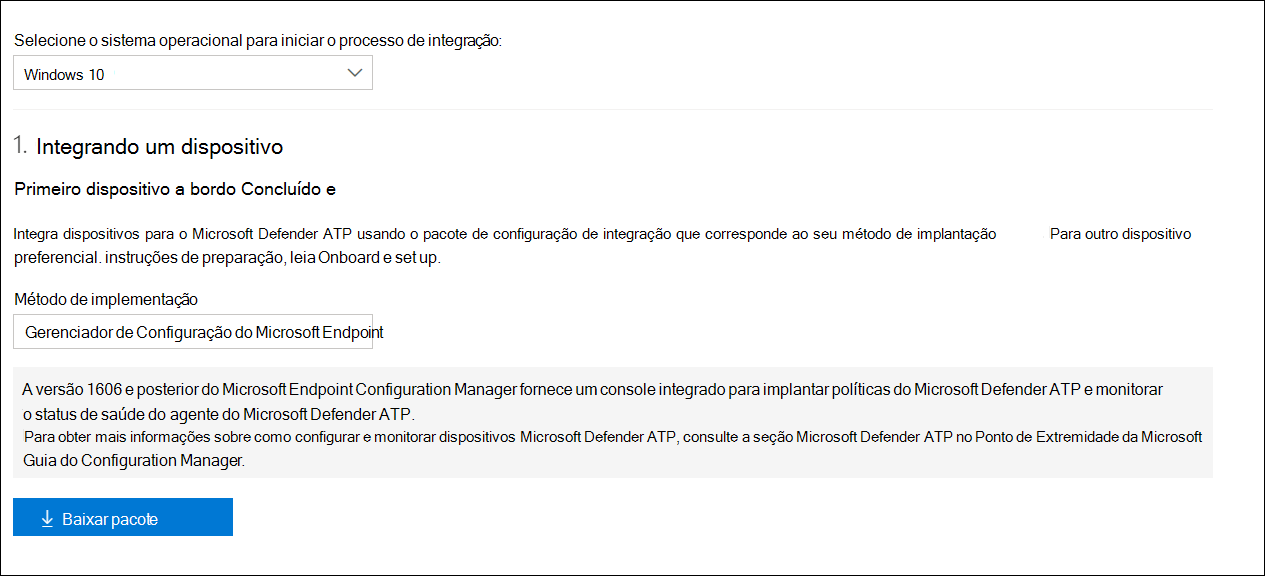 Selecione o sistema operacional para iniciar o processo de integração:
Windows 10
1. Integrando um dispositivo
Primeiro dispositivo a bordo Concluído e
Integra dispositivos para o Microsoft Defender ATP usando o pacote de configuração de integração que corresponde ao seu método de implantação Para outro dispositivo
preferencial. instruções de preparação, leia Onboard e set up.
Método de implementação
Gerenciador de Configuração do Microsoft Endpoint
A versão 1606 e posterior do Microsoft Endpoint Configuration Manager fornece um console integrado para implantar políticas do Microsoft Defender ATP e monitorar
o status de saúde do agente do Microsoft Defender ATP.
Para obter mais informações sobre como configurar e monitorar dispositivos Microsoft Defender ATP, consulte a seção Microsoft Defender ATP no Ponto de Extremidade da Microsoft
Guia do Configuration Manager.
Baixar pacote